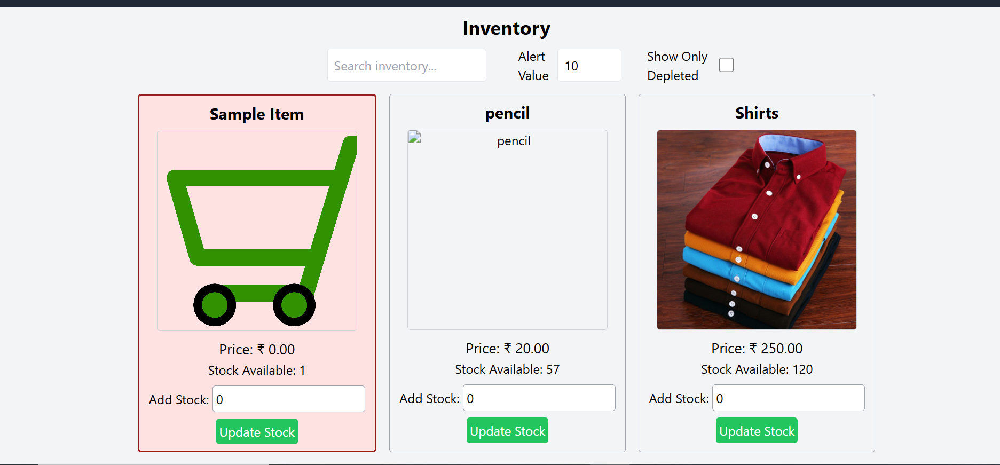 Inventory
Search inventory...
Alert
Value
10
Show Only
Depleted
Sample Item
Price: ₹ 0.00
Stock Available: 1
Add Stock: 0
Update Stock
pencil
pencil
Price: ₹ 20.00
Stock Available: 57
Add Stock: 0
Update Stock
Shirts
Price: ₹ 250.00
Stock Available: 120
Add Stock: 0
Update Stock